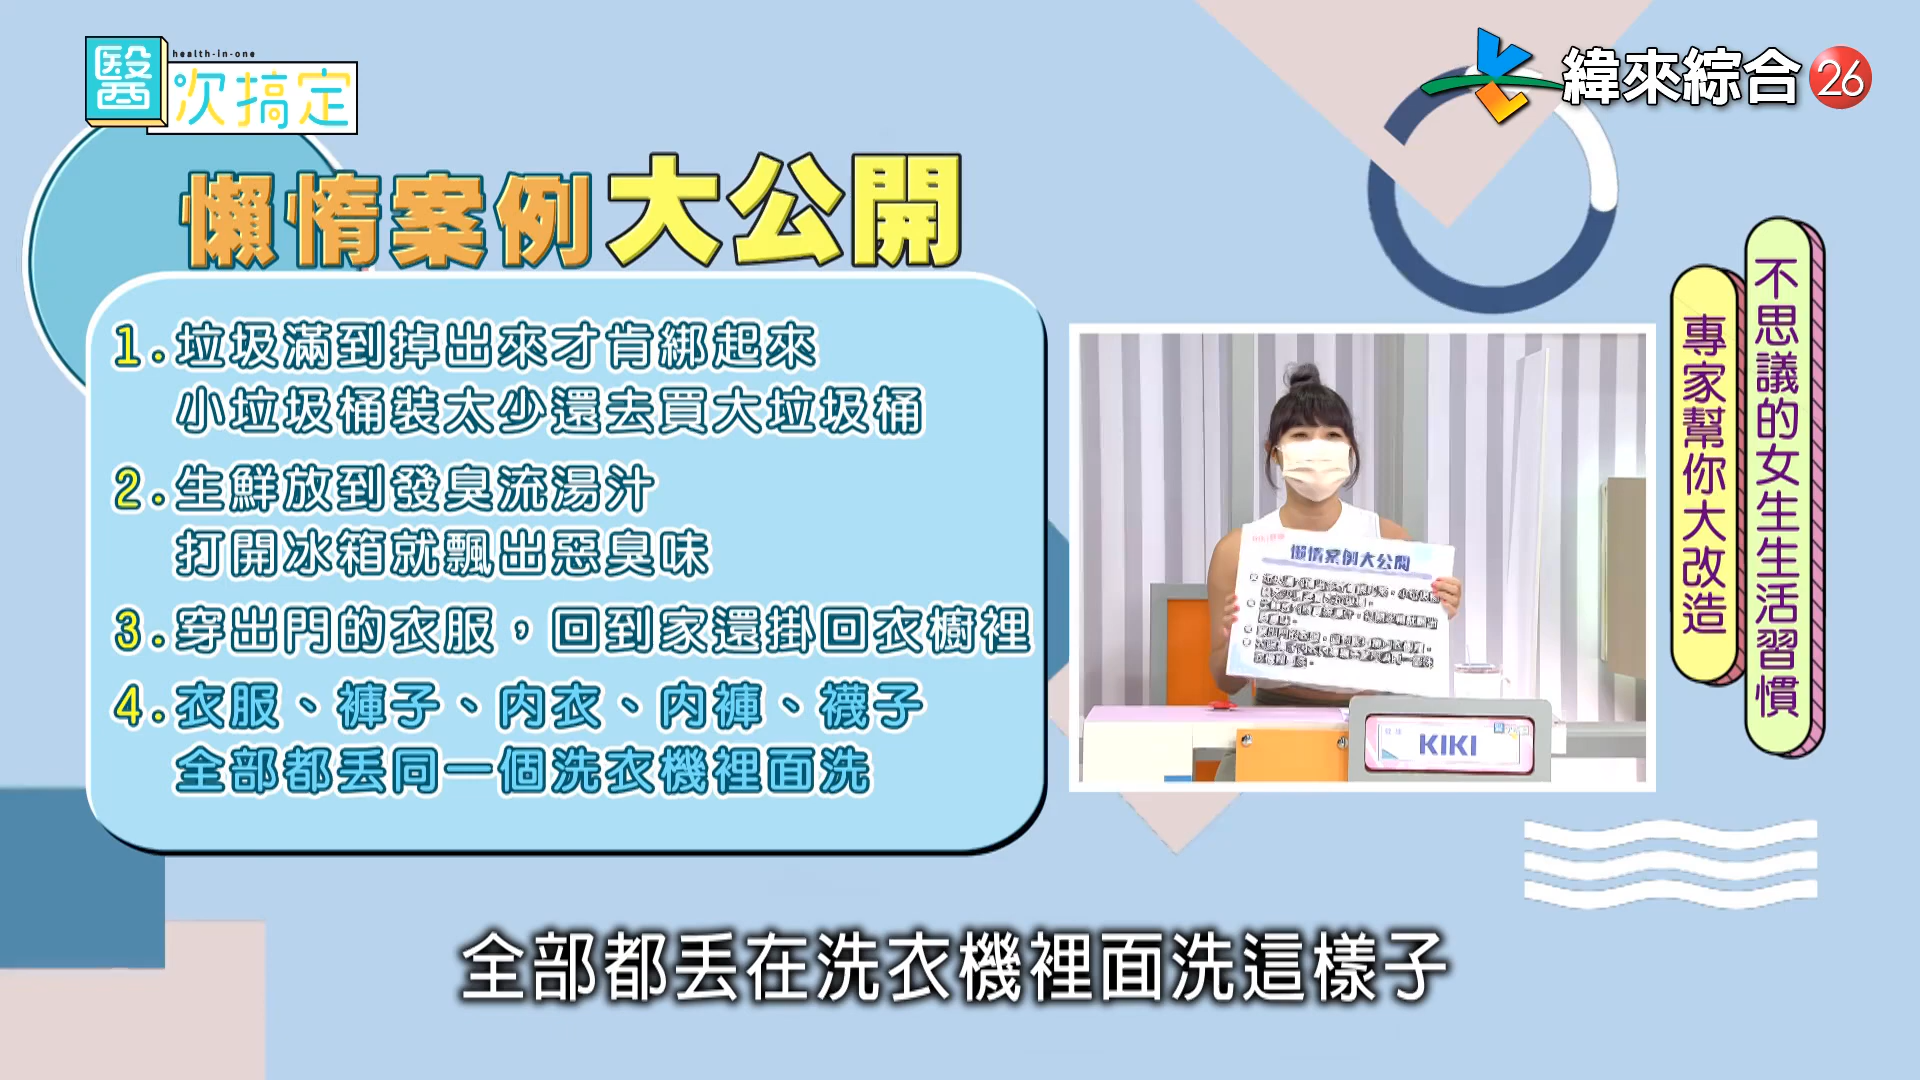 health-in-one
醫次搞定
緯來綜合 26
懶惰案例大公開
1.垃圾滿到掉出來才肯綁起來
小垃圾桶裝太少還去買大垃圾桶
2.生鮮放到發臭流湯汁
打開冰箱就飄出惡臭味
3.穿出門的衣服，回到家還掛回衣櫥裡
4.衣服、褲子、內衣、內褲、襪子
全部都丟同一個洗衣機裡面洗
不思議的女生生活習慣
專家幫你大改造
懶惰案例大公開
KIKI
全部都丟在洗衣機裡面洗這樣子